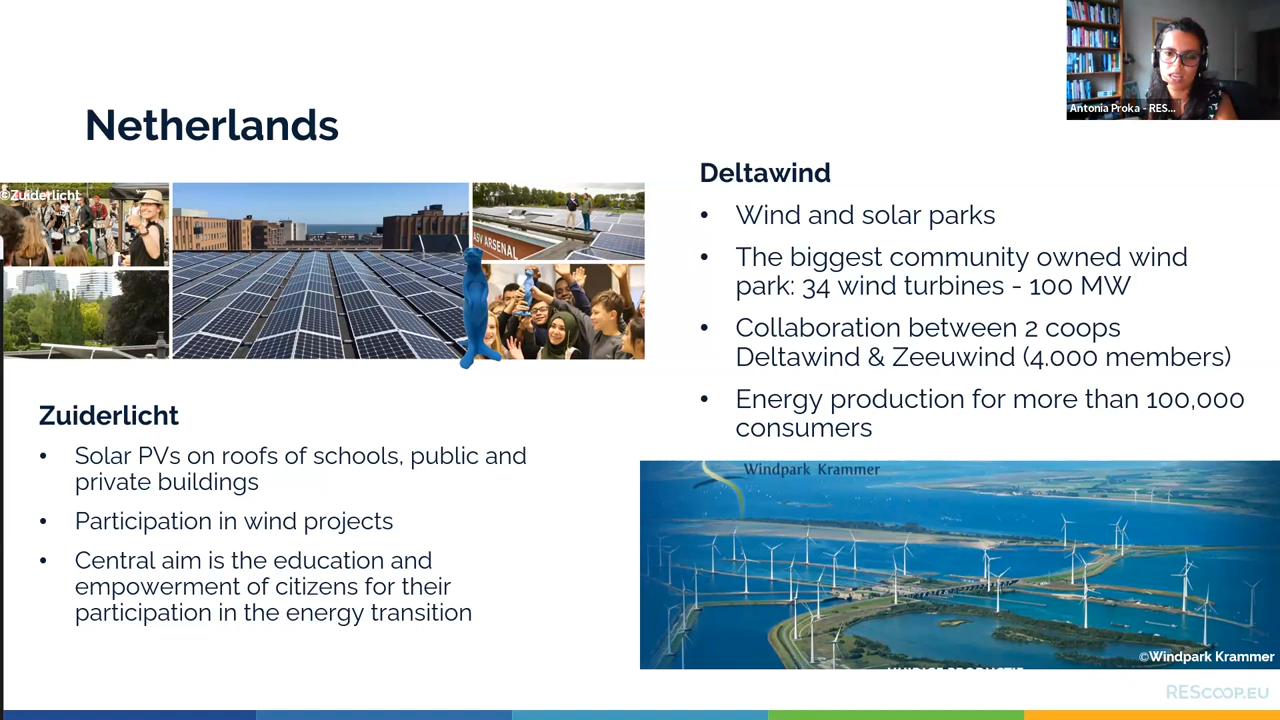 Antonia Proka - RES...
Netherlands
©Zuiderlicht
ASV ARSENAL
Zuiderlicht
• Solar PVs on roofs of schools, public and
private buildings
• Participation in wind projects
• Central aim is the education and
empowerment of citizens for their
participation in the energy transition
Deltawind
• Wind and solar parks
• The biggest community owned wind
park: 34 wind turbines - 100 MW
• Collaboration between 2 coops
Deltawind & Zeeuwind (4.000 members)
• Energy production for more than 100,000
consumers
Windpark Krammer
©Windpark Krammer
REScoop.eu